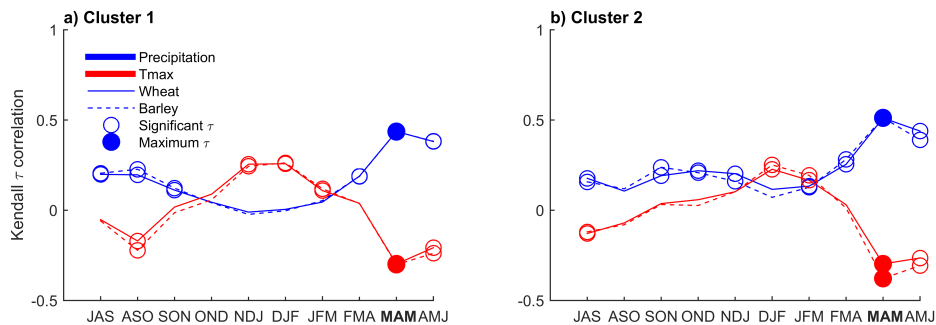 a) Cluster 1
b) Cluster 2
Kendall τ correlation
1
0.5
0
-0.5
Precipitation
Tmax
Wheat
Barley
Significant τ
Maximum τ
JAS ASO SON OND NDJ DJF JFM FMA MAM AMJ
1
0.5
0
-0.5
JAS ASO SON OND NDJ DJF JFM FMA MAM AMJ